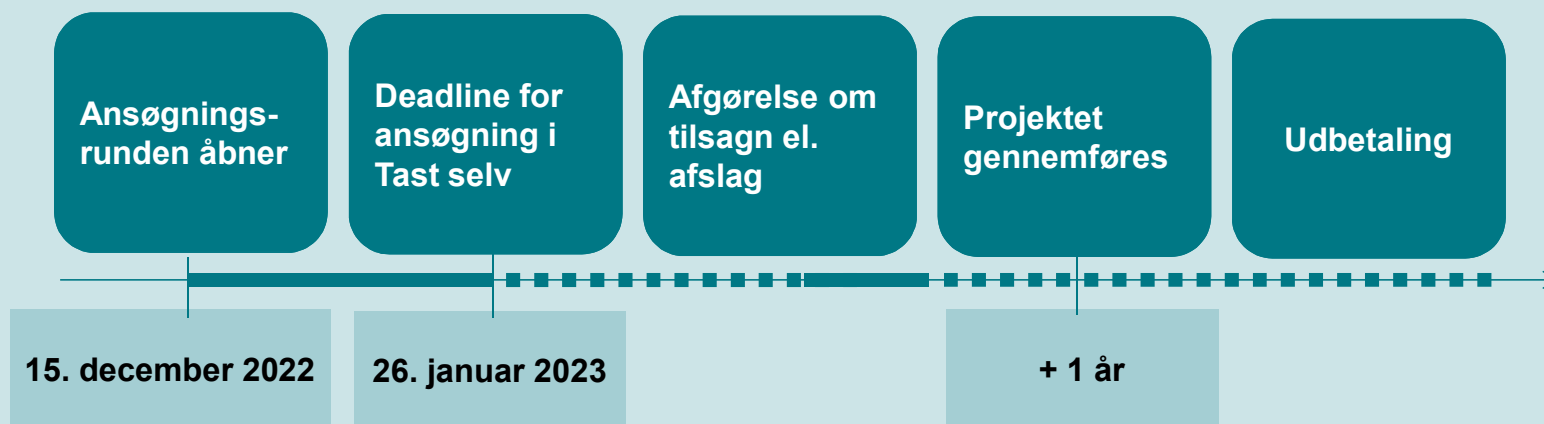 Ansøgnings-
runden åbner
Deadline for
ansøgning i
Tast selv
Afgørelse om
tilsagn el.
afslag
Projektet
gennemføres
Udbetaling
15. december 2022
26. januar 2023
+ 1 år